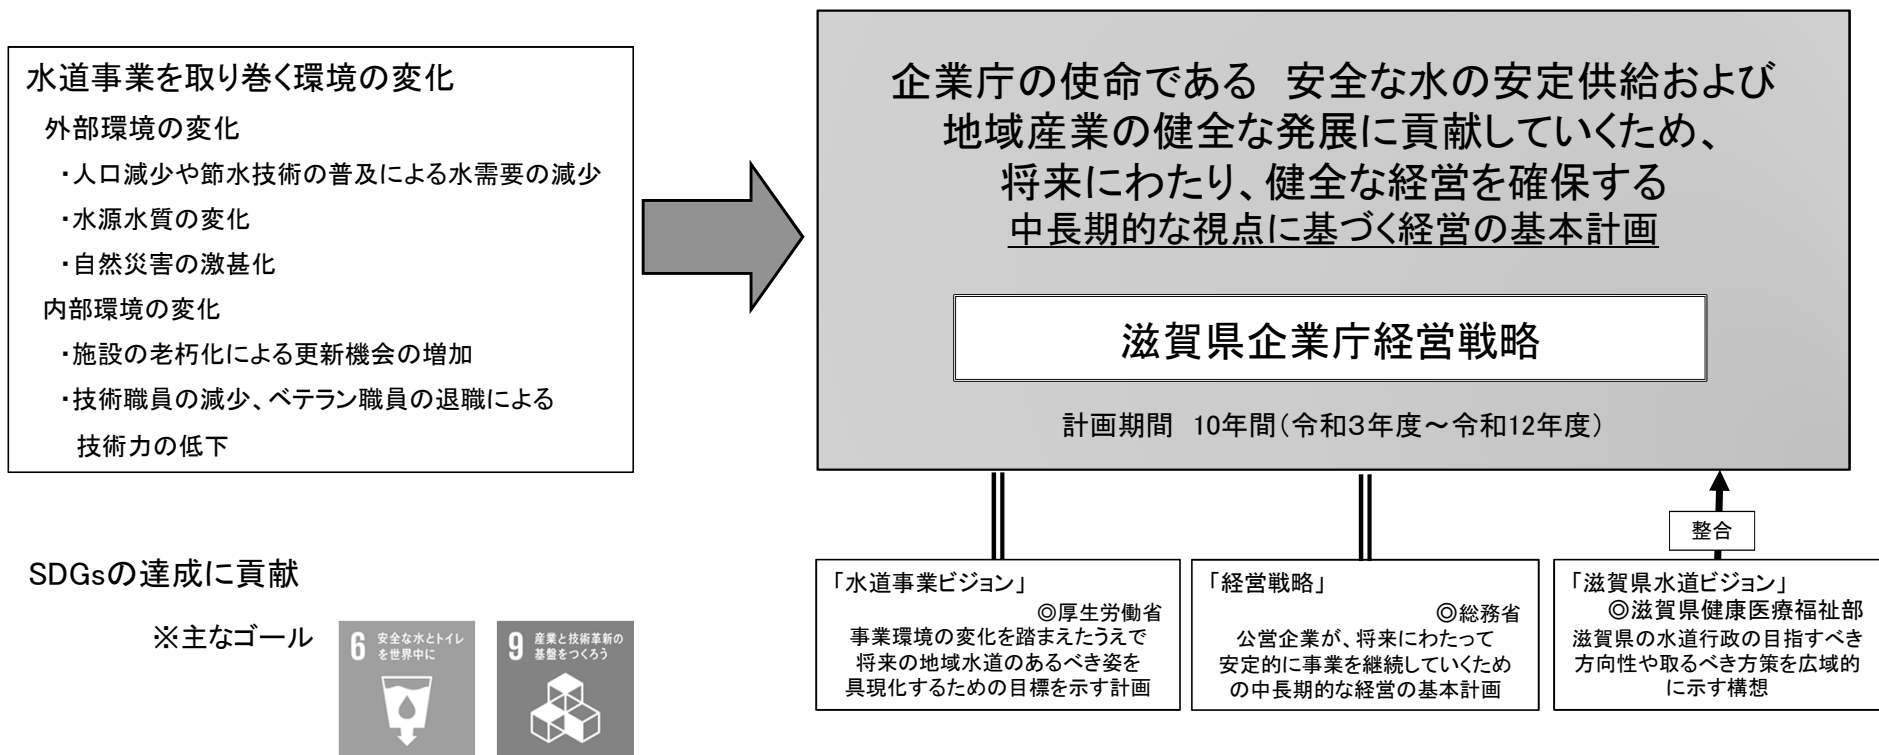 水道事業を取り巻く環境の変化
外部環境の変化
・人口減少や節水技術の普及による水需要の減少
・水源水質の変化
・自然災害の激甚化
内部環境の変化
・施設の老朽化による更新機会の増加
・技術職員の減少、ベテラン職員の退職による
技術力の低下
企業庁の使命である 安全な水の安定供給および
地域産業の健全な発展に貢献していくため、
将来にわたり、健全な経営を確保する
中長期的な視点に基づく経営の基本計画
滋賀県企業庁経営戦略
計画期間 10年間(令和3年度~令和12年度)
整合
「水道事業ビジョン」
◎厚生労働省
事業環境の変化を踏まえたうえで
将来の地域水道のあるべき姿を
具現化するための目標を示す計画
「経営戦略」
◎総務省
公営企業が、将来にわたって
安定的に事業を継続していくため
の中長期的な経営の基本計画
「滋賀県水道ビジョン」
◎滋賀県健康医療福祉部
滋賀県の水道行政の目指すべき
方向性や取るべき方策を広域的
に示す構想
SDGsの達成に貢献
※主なゴール
6 安全な水とトイレ
を世界中に
9 産業と技術革新の
基盤をつくろう